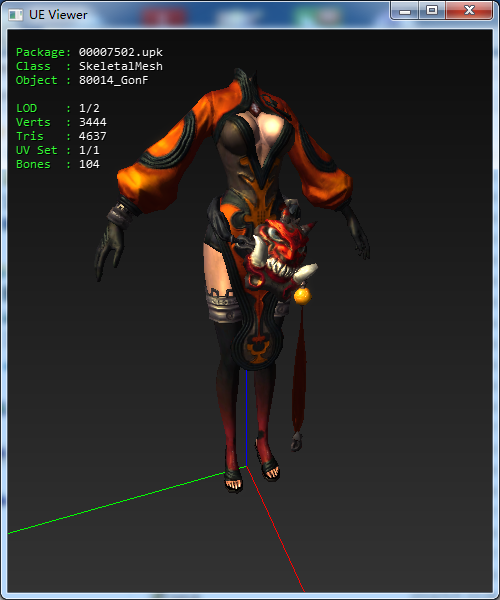 UE Viewer
Package: 00007502.upk
Class : SkeletalMesh
Object : 80014_GonF
LOD : 1/2
Verts : 3444
Tris : 4637
UV Set : 1/1
Bones : 104